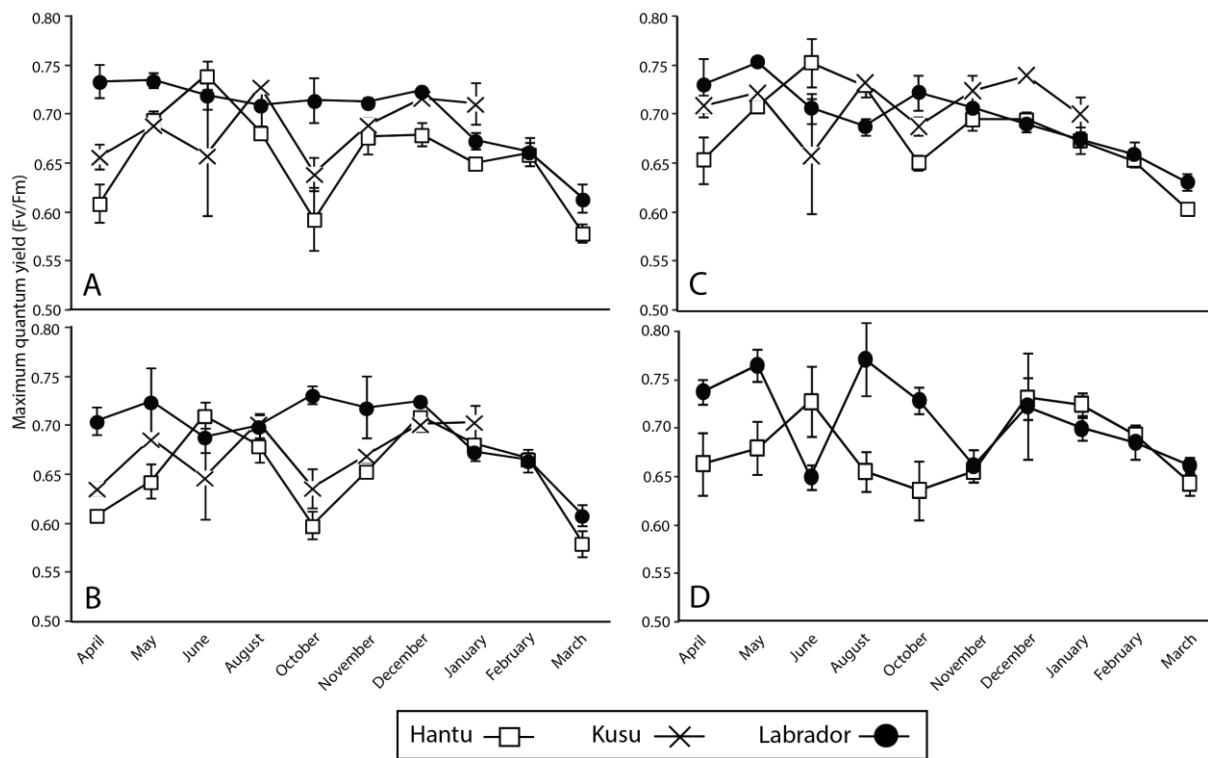 Maximum quantum yield (Fv/Fm)
0.80
0.75
0.70
0.65
0.60
0.55
0.50
A
0.80
0.75
0.70
0.65
0.60
0.55
0.50
C
0.80
0.75
0.70
0.65
0.60
0.55
0.50
B
April
May
June
August
October
November
December
January
February
March
0.80
0.75
0.70
0.65
0.60
0.55
0.50
D
April
May
June
August
October
November
December
January
February
March
Hantu Kusu Labrador